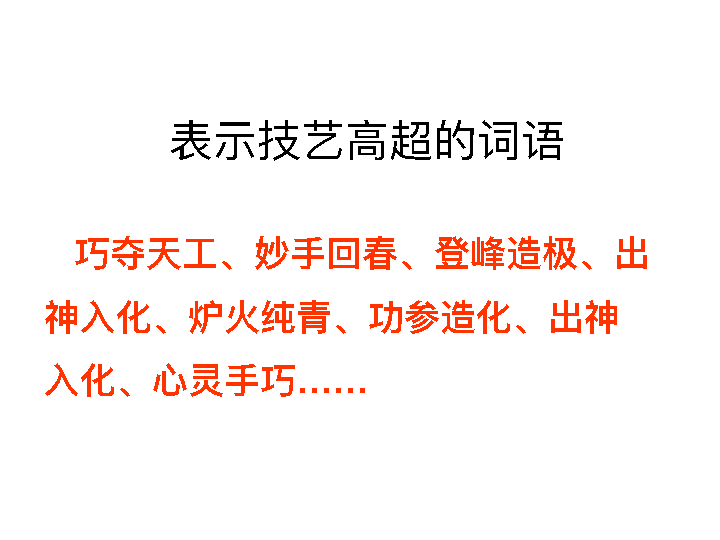 表示技艺高超的词语
巧夺天工、妙手回春、登峰造极、出
神入化、炉火纯青、功参造化、出神
入化、心灵手巧……